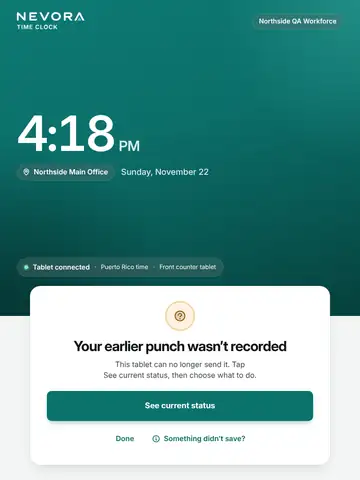 NEVORA
TIME CLOCK
Northside QA Workforce
4:18 PM
Northside Main Office
Sunday, November 22
Tablet connected · Puerto Rico time · Front counter tablet
Your earlier punch wasn’t recorded
This tablet can no longer send it. Tap
See current status, then choose what to do.
See current status
Done
Something didn’t save?